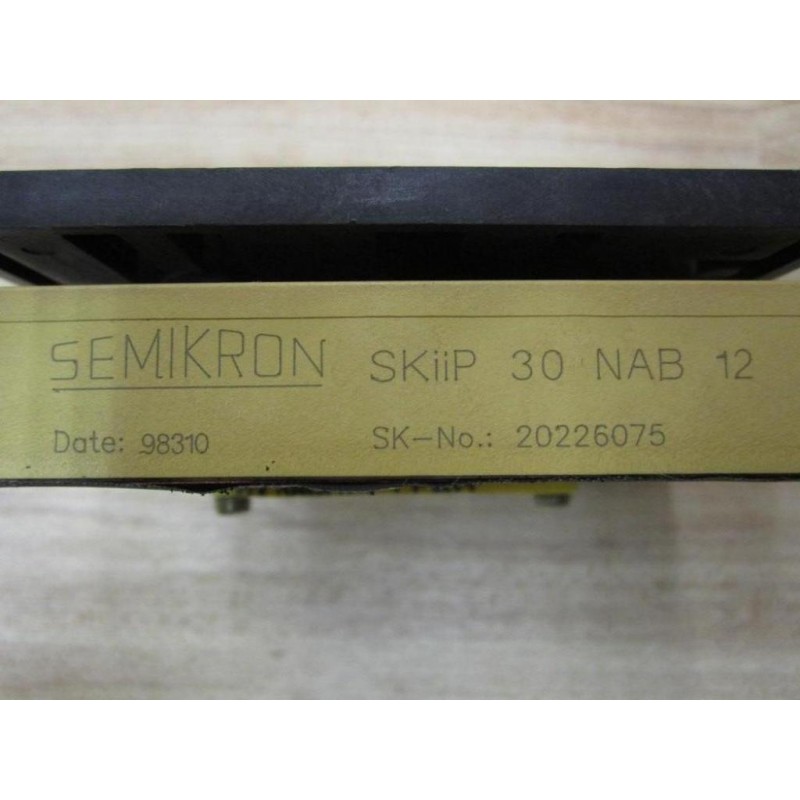 SEMIKRON SKiiP 30 NAB 12
Date: 98310 SK-No.: 20226075